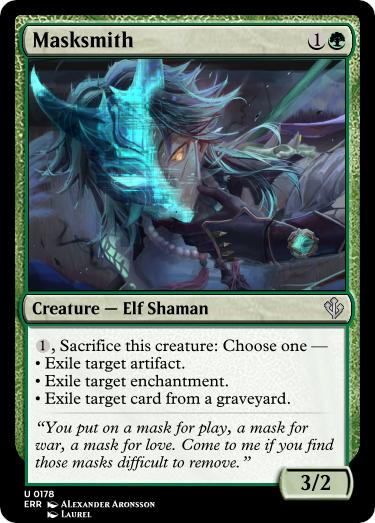 Masksmith 1
Creature — Elf Shaman
1, Sacrifice this creature: Choose one —
• Exile target artifact.
• Exile target enchantment.
• Exile target card from a graveyard.
“You put on a mask for play, a mask for
war, a mask for love. Come to me if you find
those masks difficult to remove.”
3/2
U 0178
ERR Alexander Aronsson
Laurel